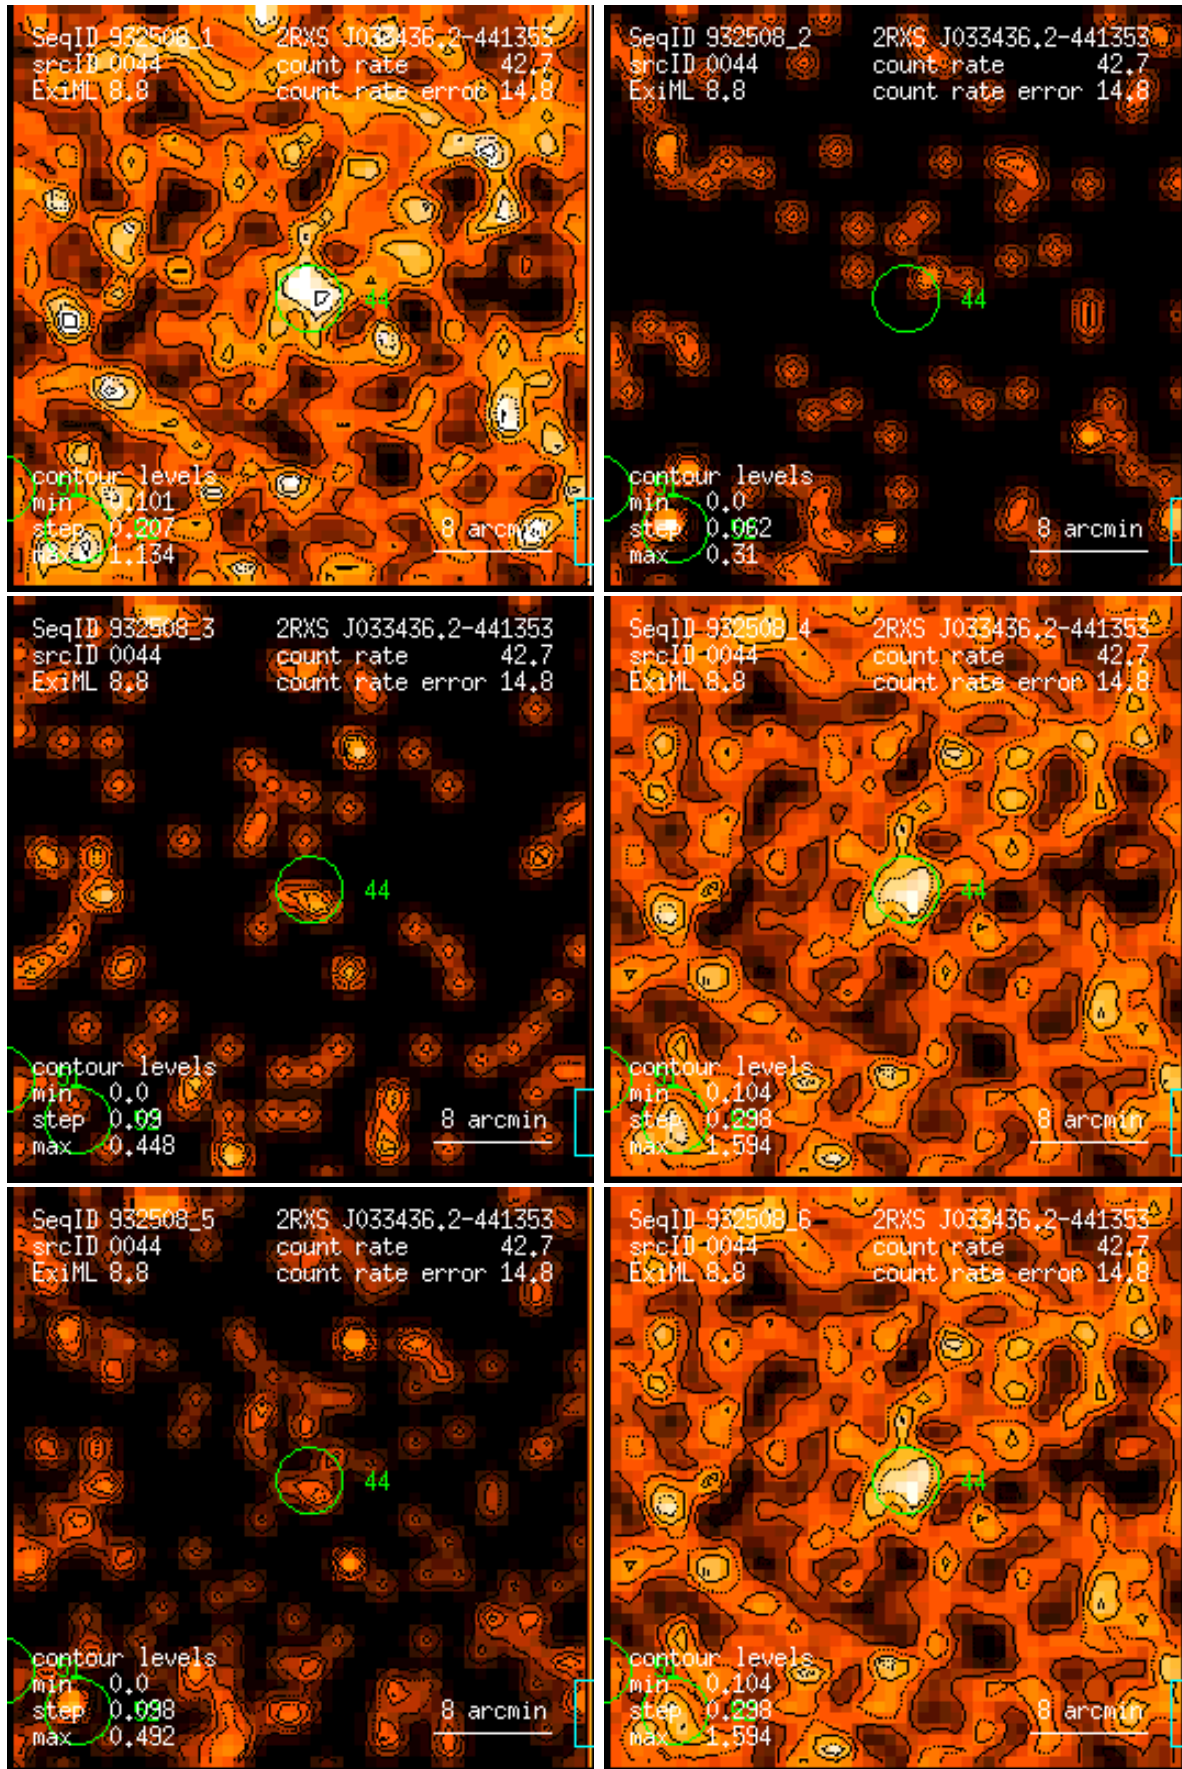 SeqID 932508_1 2RXS J033436.2-441353
srcID 0044 count rate 42.7
ExiML 8.8 count rate error 14.8
44
contour levels
min 0.101
step 0.207
max 1.134
8 arcmin
SeqID 932508_2 2RXS J033436.2-441353
srcID 0044 count rate 42.7
ExiML 8.8 count rate error 14.8
44
contour levels
min 0.0
step 0.062
max 0.31
8 arcmin
SeqID 932508_3 2RXS J033436.2-441353
srcID 0044 count rate 42.7
ExiML 8.8 count rate error 14.8
44
contour levels
min 0.0
step 0.09
max 0.448
8 arcmin
SeqID 932508_4 2RXS J033436.2-441353
srcID 0044 count rate 42.7
ExiML 8.8 count rate error 14.8
44
contour levels
min 0.104
step 0.298
max 1.594
8 arcmin
SeqID 932508_5 2RXS J033436.2-441353
srcID 0044 count rate 42.7
ExiML 8.8 count rate error 14.8
44
contour levels
min 0.0
step 0.098
max 0.492
8 arcmin
SeqID 932508_6 2RXS J033436.2-441353
srcID 0044 count rate 42.7
ExiML 8.8 count rate error 14.8
44
contour levels
min 0.104
step 0.298
max 1.594
8 arcmin